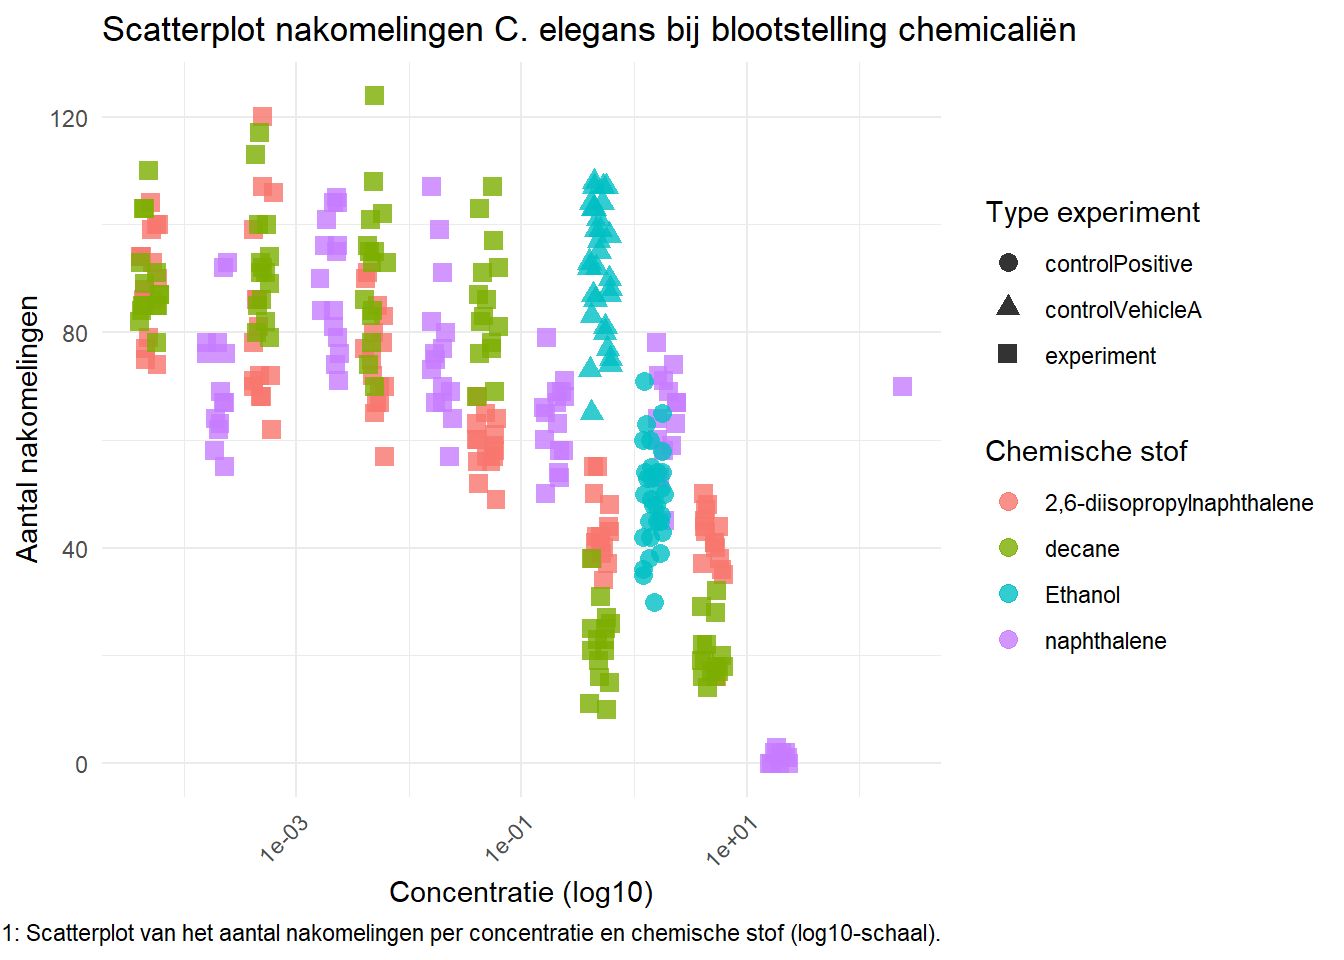 Scatterplot nakomelingen C. elegans bij blootstelling chemicaliën
Aantal nakomelingen
120
80
40
0
1e-03
1e-01
1e+01
Concentratie (log10)
Type experiment
controlPositive
controlVehicleA
experiment
Chemische stof
2,6-diisopropylnaphthalene
decane
Ethanol
naphthalene
1: Scatterplot van het aantal nakomelingen per concentratie en chemische stof (log10-schaal).